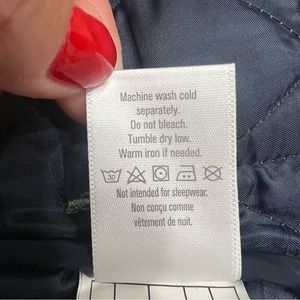 Machine wash cold
separately.
Do not bleach.
Tumble dry low.
Warm iron if needed.
30
Not intended for sleepwear.
Non conçu comme
vêtement de nuit.